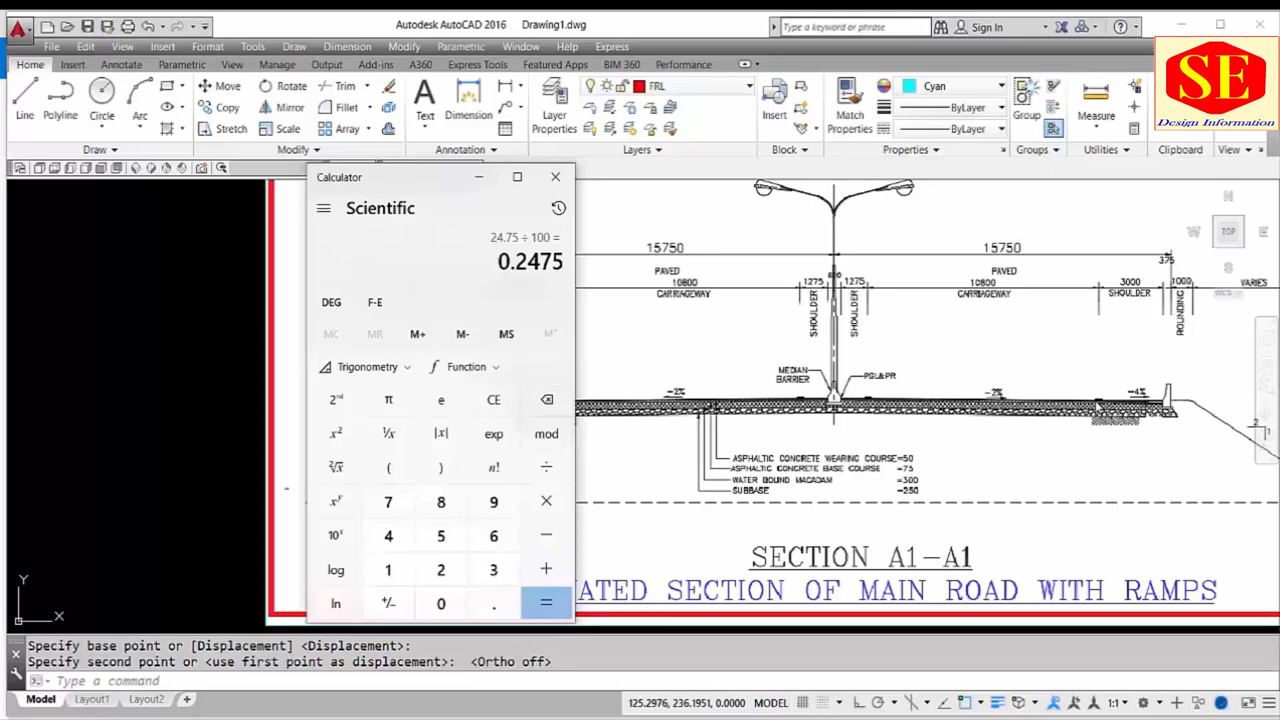 Autodesk AutoCAD 2016 Drawing1.dwg
Type a keyword or phrase
Sign In
File Edit View Insert Format Tools Draw Dimension Modify Parametric Window Help Express
Home Insert Annotate Parametric View Manage Output Add-ins A360 Express Tools Featured Apps BIM 360 Performance
SE
Design Information
Line Polyline Circle Arc
Move Rotate Trim
Copy Mirror Fillet
Stretch Scale Array
Text Dimension
Layer Properties
FRL
Insert
Match Properties
Cyan
ByLayer
ByLayer
Group
Measure
Draw Modify Annotation Layers Block Properties Groups Utilities Clipboard View
Calculator
Scientific
24.75 ÷ 100 =
0.2475
DEG F-E
MC MR M+ M- MS
Trigonometry Function
2nd π e CE
x² ¹/x |x| exp mod
²√x ( ) n! ÷
xʸ 7 8 9 ×
10ˣ 4 5 6 −
log 1 2 3 +
ln +/− 0 . =
TOP
15750 15750
375
PAVED PAVED
10800 1275 1275 10800 3000 1000 VARIES
CARRIAGEWAY CARRIAGEWAY SHOULDER
SHOULDER SHOULDER ROUNDING
MEDIAN BARRIER
PGL&PR
-2% -2% -4%
2
1
ASPHALTIC CONCRETE WEARING COURSE =50
ASPHALTIC CONCRETE BASE COURSE =75
WATER BOUND MACADAM =300
SUBBASE =250
SECTION A1-A1
ATED SECTION OF MAIN ROAD WITH RAMPS
Y
X
Specify base point or [Displacement] <Displacement>:
Specify second point or <use first point as displacement>: <Ortho off>
Type a command
Model Layout1 Layout2 +
125.2976, 236.1951, 0.0000 MODEL
1:1